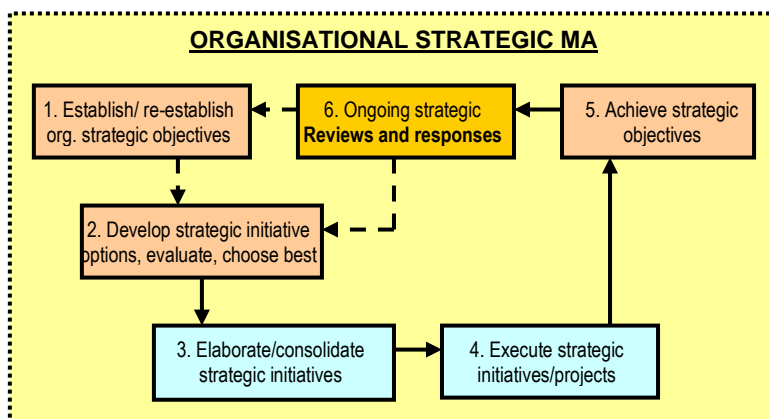 ORGANISATIONAL STRATEGIC MA
1. Establish/ re-establish
org. strategic objectives
6. Ongoing strategic
Reviews and responses
5. Achieve strategic
objectives
2. Develop strategic initiative
options, evaluate, choose best
3. Elaborate/consolidate
strategic initiatives
4. Execute strategic
initiatives/projects